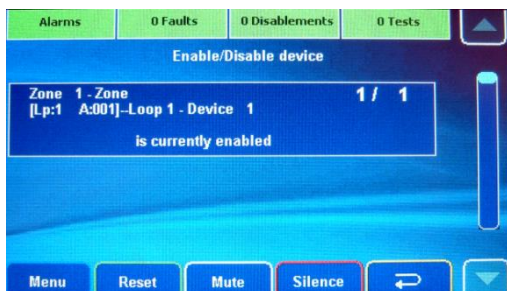 Alarms 0 Faults 0 Disablements 0 Tests
Enable/Disable device
Zone 1 - Zone 1 / 1
[Lp:1 A:001]--Loop 1 - Device 1
is currently enabled
Menu Reset Mute Silence